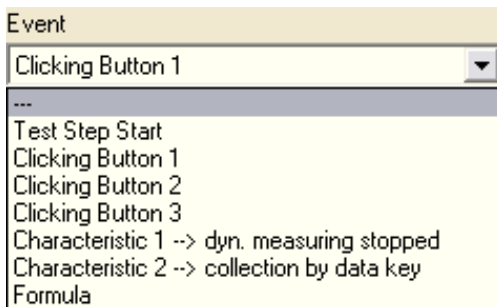 Event
Clicking Button 1
---
Test Step Start
Clicking Button 1
Clicking Button 2
Clicking Button 3
Characteristic 1 --> dyn. measuring stopped
Characteristic 2 --> collection by data key
Formula